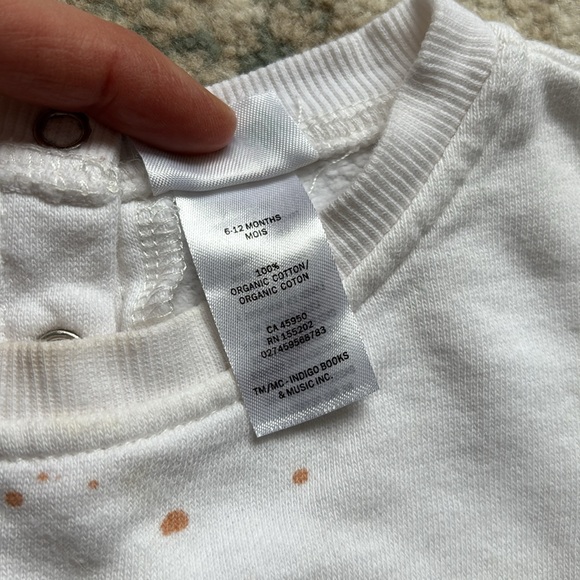 6-12 MONTHS
MOIS
100%
ORGANIC COTTON/
ORGANIC COTON
CA 45950
RN 155202
027459568783
TM/MC-INDIGO BOOKS
& MUSIC INC.